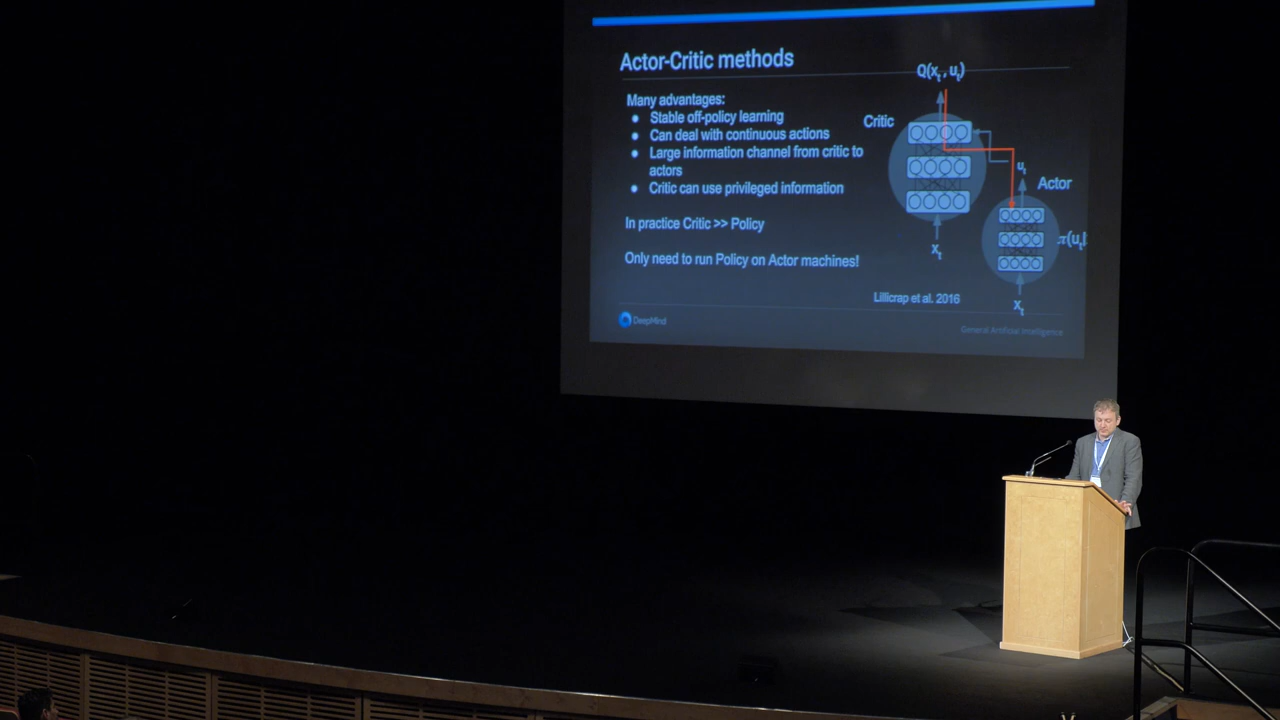 Actor-Critic methods
Many advantages:
● Stable off-policy learning
● Can deal with continuous actions
● Large information channel from critic to
actors
● Critic can use privileged information
In practice Critic >> Policy
Only need to run Policy on Actor machines!
Q(xt , ut)
Critic
ut
Actor
π(ut|
xt
xt
Lillicrap et al. 2016
DeepMind
General Artificial Intelligence